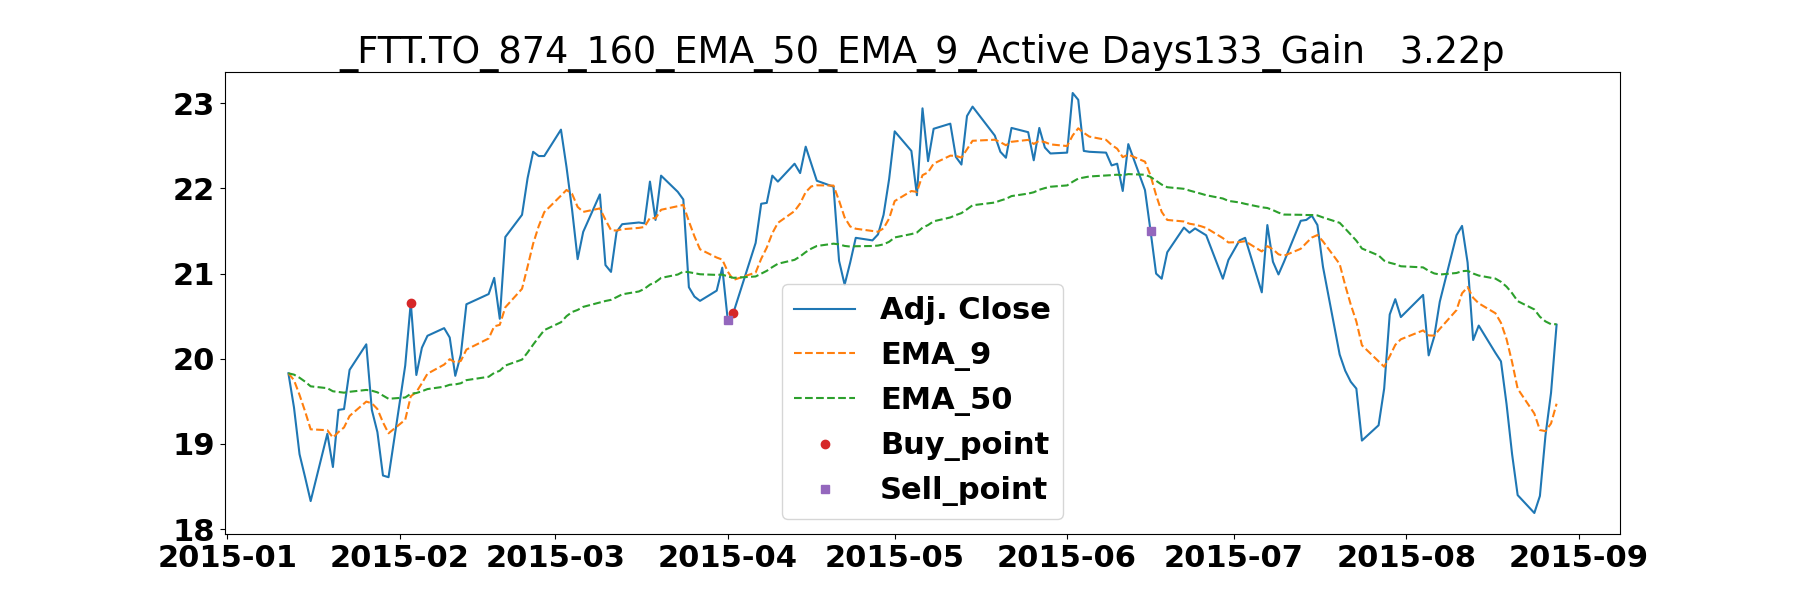 _FTT.TO_874_160_EMA_50_EMA_9_Active Days133_Gain   3.22p
23
22
21
20
19
18
Adj. Close
EMA_9
EMA_50
Buy_point
Sell_point
2015-01 2015-02 2015-03 2015-04 2015-05 2015-06 2015-07 2015-08 2015-09